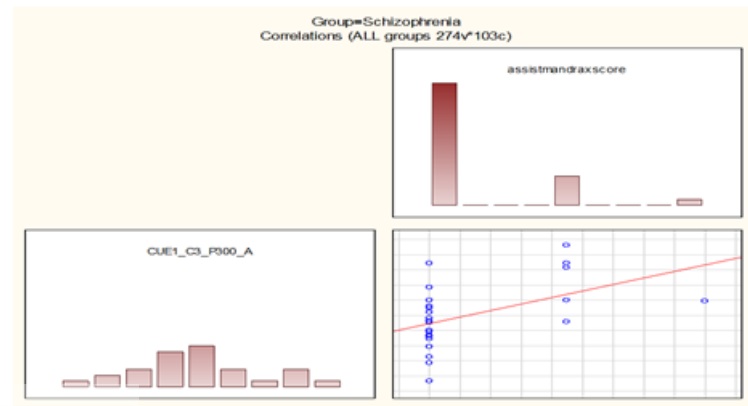 Group=Schizophrenia
Correlations (ALL groups 274v*103c)
assistmandraxscore
CUE1_C3_P300_A